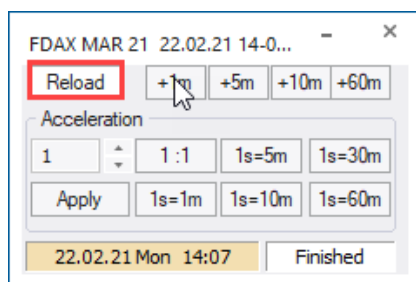 FDAX MAR 21 22.02.21 14-0...
Reload +1m +5m +10m +60m
Acceleration
1 1 :1 1s=5m 1s=30m
Apply 1s=1m 1s=10m 1s=60m
22.02.21 Mon 14:07 Finished